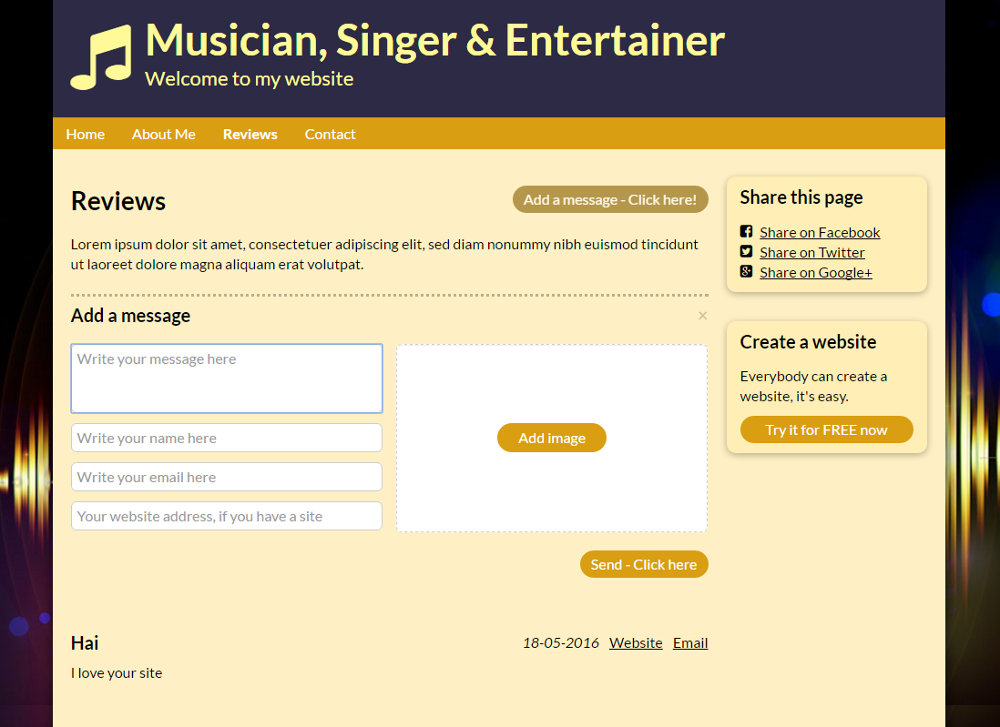 Musician, Singer & Entertainer
Welcome to my website
Home About Me Reviews Contact
Reviews
Add a message - Click here!
Lorem ipsum dolor sit amet, consectetuer adipiscing elit, sed diam nonummy nibh euismod tincidunt
ut laoreet dolore magna aliquam erat volutpat.
Add a message
×
Write your message here
Write your name here
Write your email here
Your website address, if you have a site
Add image
Send - Click here
Hai
18-05-2016 Website Email
I love your site
Share this page
Share on Facebook
Share on Twitter
Share on Google+
Create a website
Everybody can create a
website, it's easy.
Try it for FREE now